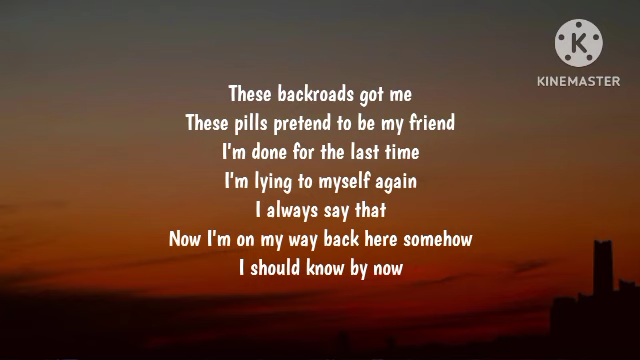 K
KINEMASTER
These backroads got me
These pills pretend to be my friend
I'm done for the last time
I'm lying to myself again
I always say that
Now I'm on my way back here somehow
I should know by now